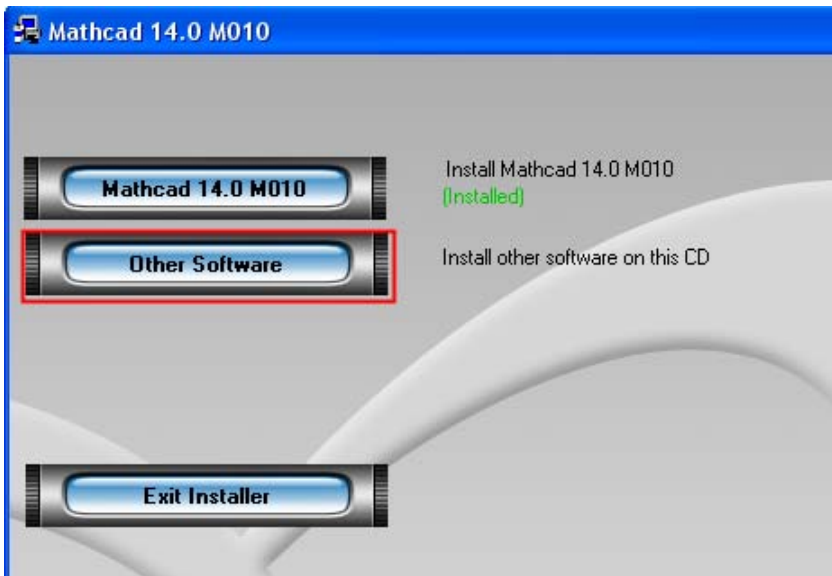 Mathcad 14.0 M010
Mathcad 14.0 M010
Install Mathcad 14.0 M010
(Installed)
Other Software
Install other software on this CD
Exit Installer